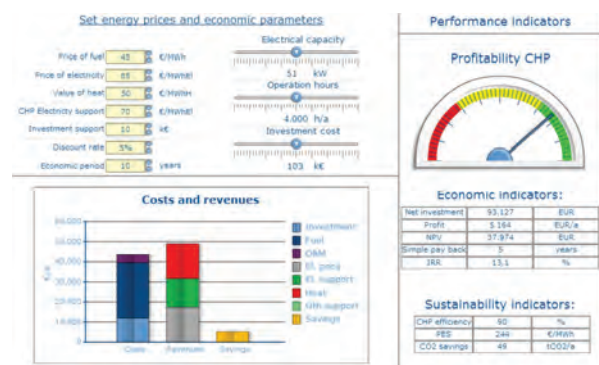 Set energy prices and economic parameters
Price of fuel 45 €/MWh
Price of electricity 65 €/MWhEl
Value of heat 50 €/MWhH
CHP Electricity support 70 €/MWhEl
Investment support 10 k€
Discount rate 5%
Economic period 10 years
Electrical capacity
51 kW
Operation hours
4.000 h/a
Investment cost
103 k€
Costs and revenues
60,000
50,000
40,000
30,000
20,000
10,000
0
€/a
Costs Revenues Savings
Investment
Fuel
O&M
El. price
El. support
Heat
Oth support
Savings
Performance indicators
Profitability CHP
Economic indicators:
Net investment 93.127 EUR
Profit 5.164 EUR/a
NPV 37.974 EUR
Simple pay back 5 years
IRR 13,1 %
Sustainability indicators:
CHP efficiency 90 %
PES 244 €/MWh
CO2 savings 49 tCO2/a